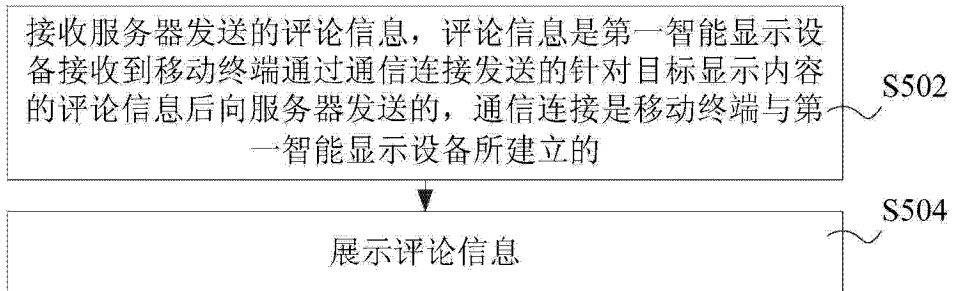 接收服务器发送的评论信息，评论信息是第一智能显示设
备接收到移动终端通过通信连接发送的针对目标显示内容
的评论信息后向服务器发送的，通信连接是移动终端与第
一智能显示设备所建立的
S502
S504
展示评论信息